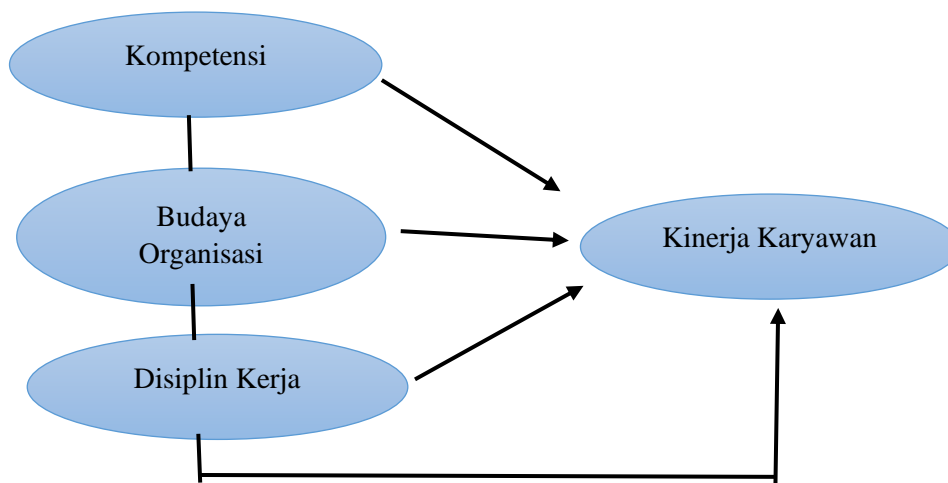 Kompetensi
Budaya
Organisasi
Kinerja Karyawan
Disiplin Kerja